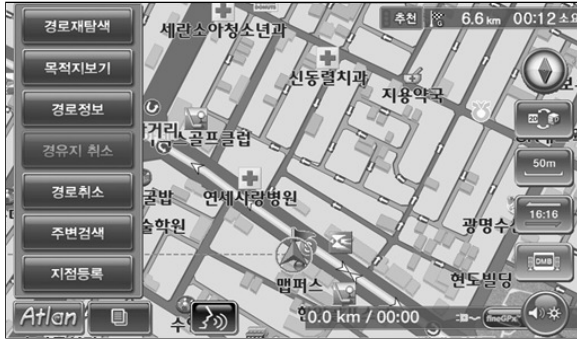 경로재탐색
목적지보기
경로정보
경유지 취소
경로취소
주변검색
지점등록
Atlan
세란소아청소년과
추천
6.6 km
00:12 소요
신동렬치과
지용약국
거리
골프클럽
2D
3D
50m
연세사랑병원
굴밥
술학원
16:16
광명수
DMB
맵퍼스
현도빌딩
0.0 km / 00:00
fineGPS